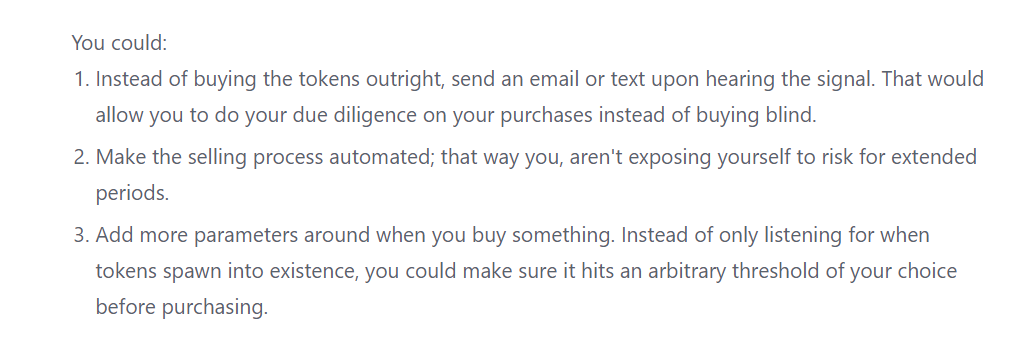 You could:
1. Instead of buying the tokens outright, send an email or text upon hearing the signal. That would
allow you to do your due diligence on your purchases instead of buying blind.
2. Make the selling process automated; that way you, aren't exposing yourself to risk for extended
periods.
3. Add more parameters around when you buy something. Instead of only listening for when
tokens spawn into existence, you could make sure it hits an arbitrary threshold of your choice
before purchasing.